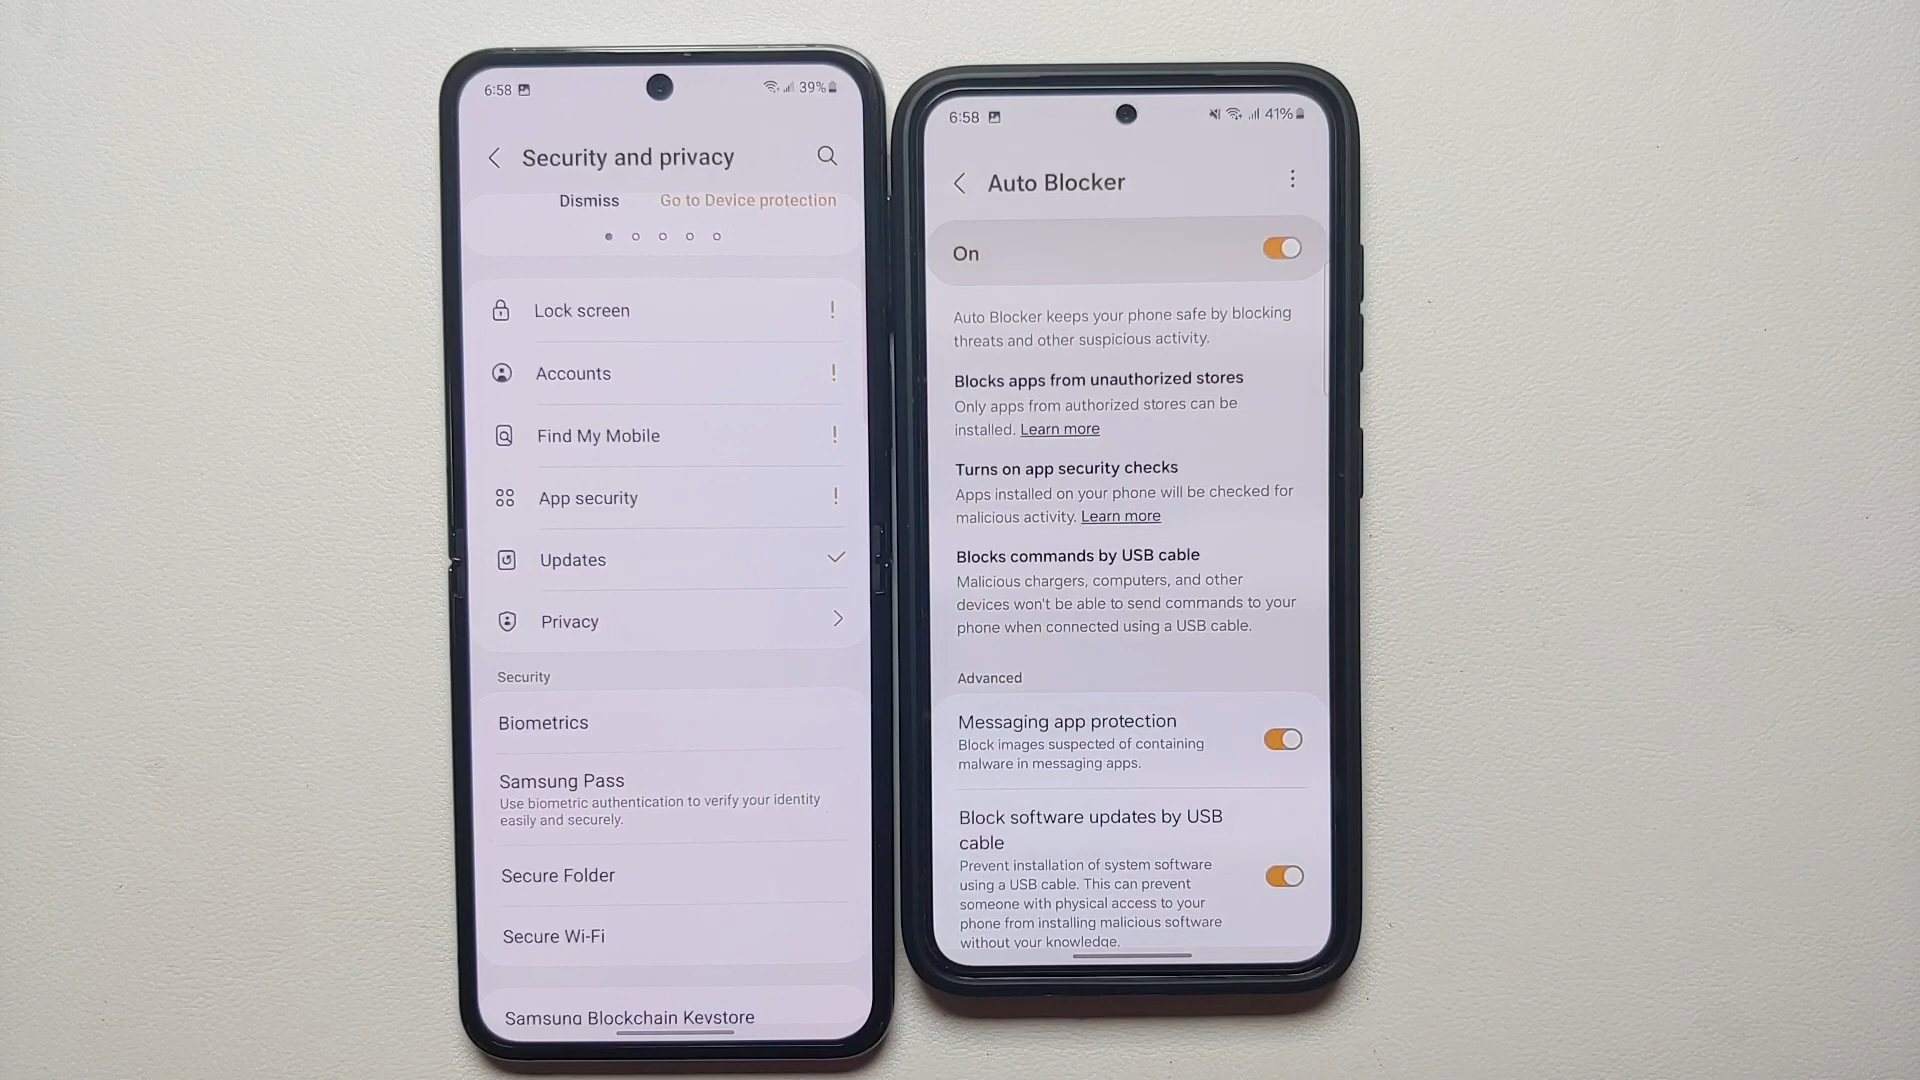 6:58
39%
Security and privacy
Dismiss
Go to Device protection
Lock screen
Accounts
Find My Mobile
App security
Updates
Privacy
Security
Biometrics
Samsung Pass
Use biometric authentication to verify your identity
easily and securely.
Secure Folder
Secure Wi-Fi
Samsung Blockchain Keystore
6:58
41%
Auto Blocker
On
Auto Blocker keeps your phone safe by blocking
threats and other suspicious activity.
Blocks apps from unauthorized stores
Only apps from authorized stores can be
installed. Learn more
Turns on app security checks
Apps installed on your phone will be checked for
malicious activity. Learn more
Blocks commands by USB cable
Malicious chargers, computers, and other
devices won't be able to send commands to your
phone when connected using a USB cable.
Advanced
Messaging app protection
Block images suspected of containing
malware in messaging apps.
Block software updates by USB
cable
Prevent installation of system software
using a USB cable. This can prevent
someone with physical access to your
phone from installing malicious software
without your knowledge.